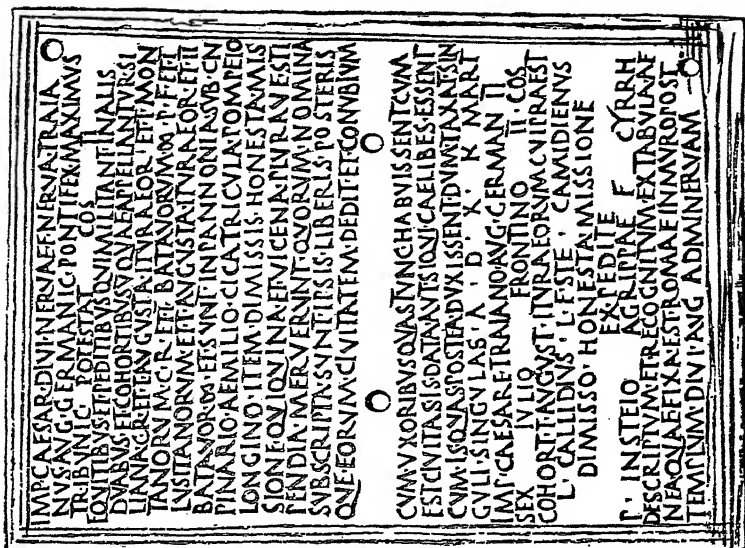 IMP·CAESAR·DIVI·NERVAE·F·NERVA·TRAIA
NVS·AVG·GERMANIC·PONTIFEX·MAXIMVS
TRIBVNIC POTESTAT COS II
EQVITIBVS·ET·PEDITIBVS·QVI·MILITANT·IN·ALIS
DVABVS·ET·COHORTIBVS·V·QVAE·APPELLANTVR·SI
LIANA·C·R·ET·I·AVGVSTA·ITVRAEOR·ET·I·MON
TANORVM·C·R·ET·I·BATAVORVM·∞·P·F·ET·I
LVSITANORVM·ET·I·AVGVSTA·ITVRAEOR·ET·II
BATAVOR·∞·ET·SVNT·IN·PANNONIA·SVB·CN
PINARIO·AEMILIO·CICATRICVLA·POMPEIO
LONGINO·ITEM·DIMISSIS·HONESTA·MIS
SIONE·QVI·QVINA·ET·VICENA·PLVRAVE·STI
PENDIA·MERVERVNT·QVORVM·NOMINA
SVBSCRIPTA·SVNT·IPSIS·LIBERIS·POSTERIS
QVE·EORVM·CIVITATEM·DEDIT·ET·CONVBIVM
CVM·VXORIBVS·QVAS·TVNC·HABVISSENT·CVM
EST·CIVITAS·IS·DATA·AVT·SI·QVI·CAELIBES·ESSENT
CVM·IS·QVAS·POSTEA·DVXISSENT·DVM·TAXAT·SIN
GVLI·SINGVLAS·A·D·X·K·MART
IMP·CAESARE·TRAIANO·AVG·GERMAN II
SEX IVLIO FRONTINO II COS
COHORT·I·AVGVST·ITVRAEORVM·CVI·PRAEST
L·CALLIDIVS·L·F·STE·CAMIDIENVS
DIMISSO·HONESTA·MISSIONE
EX·PEDITE
P·INSTEIO AGRIPPAE F CYRRH
DESCRIPTVM·ET·RECOGNITVM·EX·TABVLA·AE
NEA·QVAE·FIXA·EST·ROMAE·IN·MVRO·POST
TEMPLVM·DIVI·AVG AD·MINERVAM